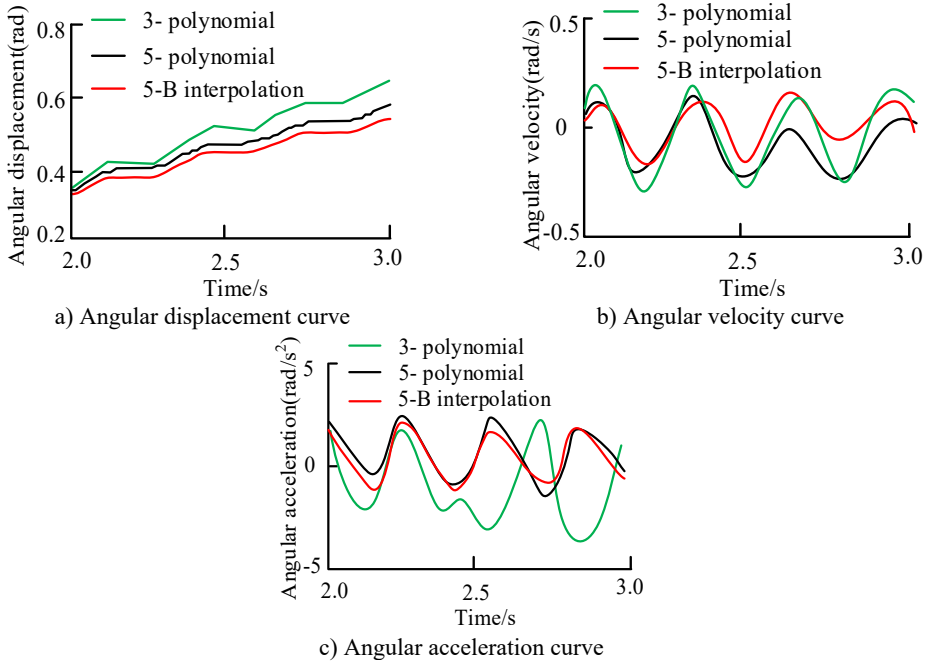 Angular displacement(rad)
0.8
0.6
0.4
0.2
3- polynomial
5- polynomial
5-B interpolation
2.0 2.5 3.0
Time/s
a) Angular displacement curve
Angular velocity(rad/s)
0.5
0
-0.5
3- polynomial
5- polynomial
5-B interpolation
2.0 2.5 3.0
Time/s
b) Angular velocity curve
Angular acceleration(rad/s²)
5
0
-5
3- polynomial
5- polynomial
5-B interpolation
2.0 2.5 3.0
Time/s
c) Angular acceleration curve